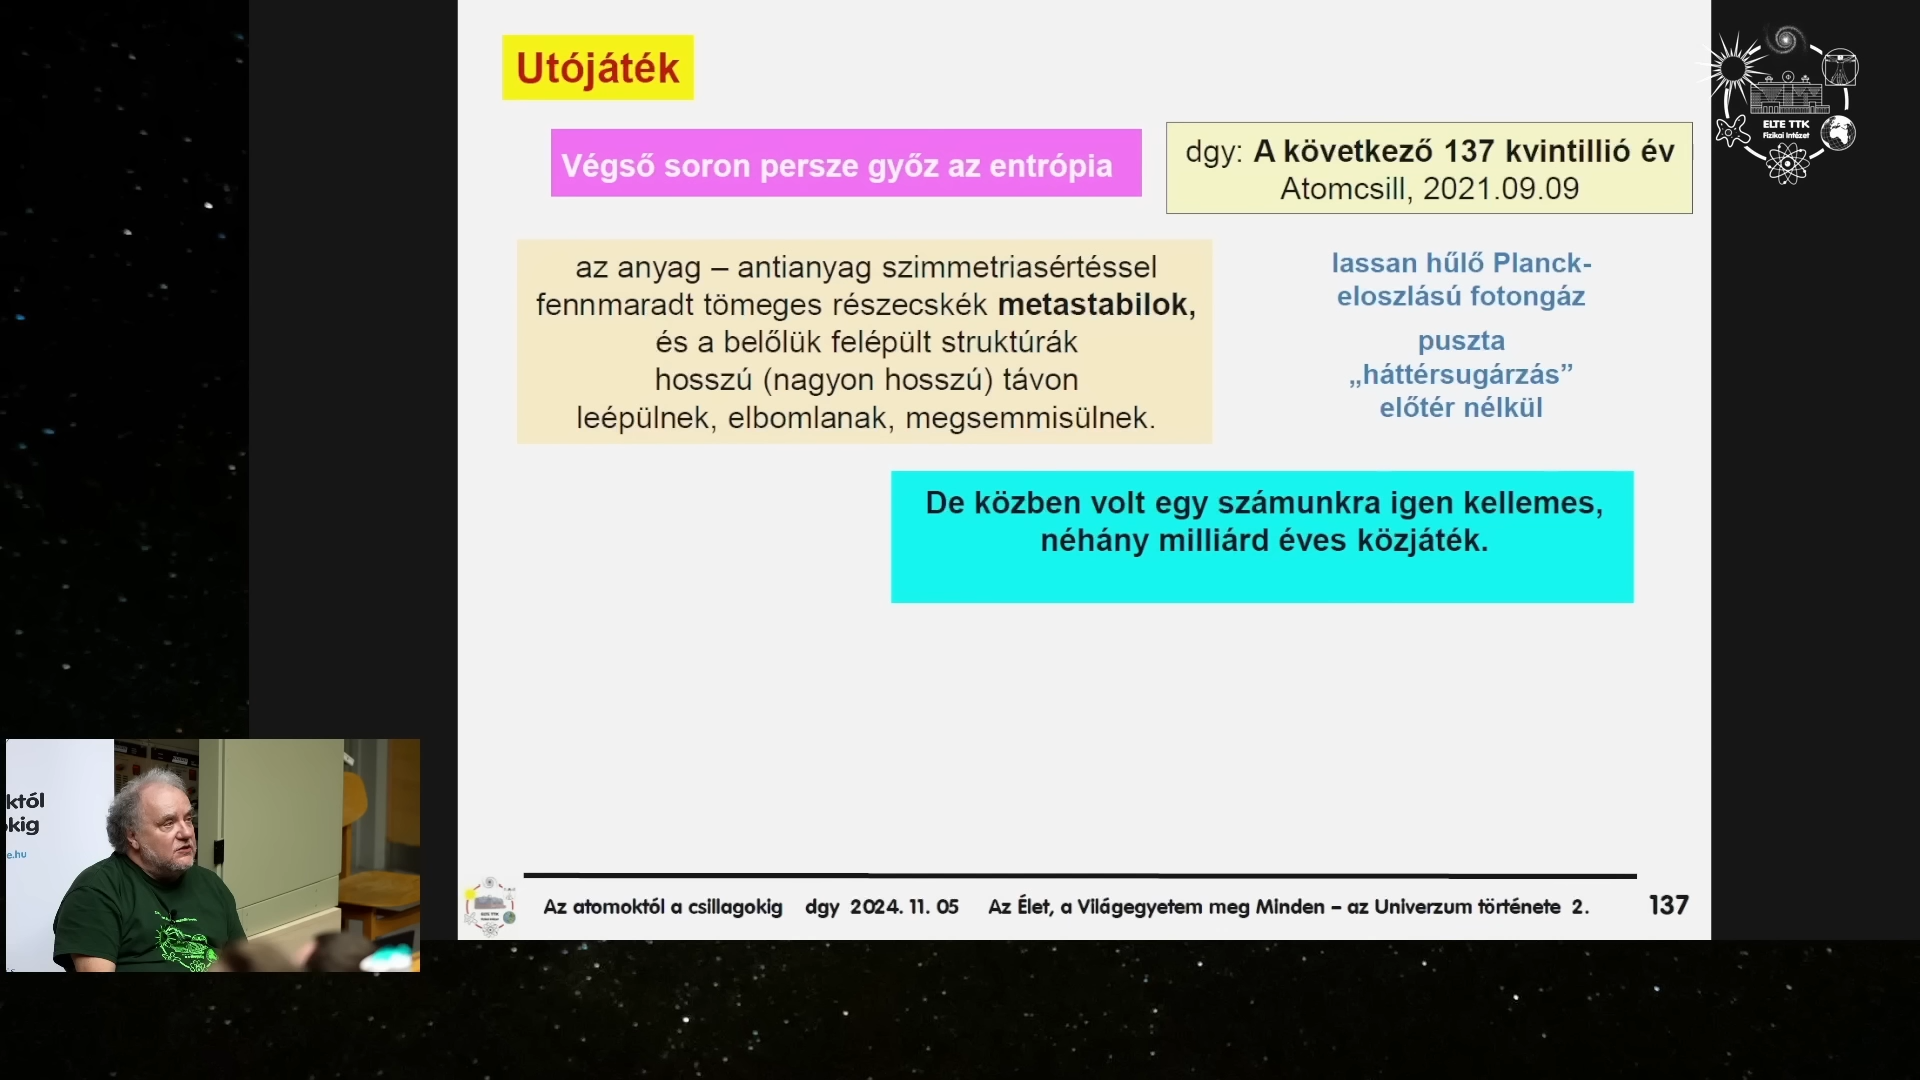 Utójáték
Végső soron persze győz az entrópia
dgy: A következő 137 kvintillió év
Atomcsill, 2021.09.09
az anyag – antianyag szimmetriasértéssel
fennmaradt tömeges részecskék metastabilok,
és a belőlük felépült struktúrák
hosszú (nagyon hosszú) távon
leépülnek, elbomlanak, megsemmisülnek.
lassan hűlő Planck-
eloszlású fotongáz
puszta
„háttérsugárzás”
előtér nélkül
De közben volt egy számunkra igen kellemes,
néhány milliárd éves közjáték.
Az atomoktól a csillagokig dgy 2024. 11. 05 Az Élet, a Világegyetem meg Minden – az Univerzum története 2. 137
ELTE TTK
Fizikai Intézet
któl
kig
e.hu